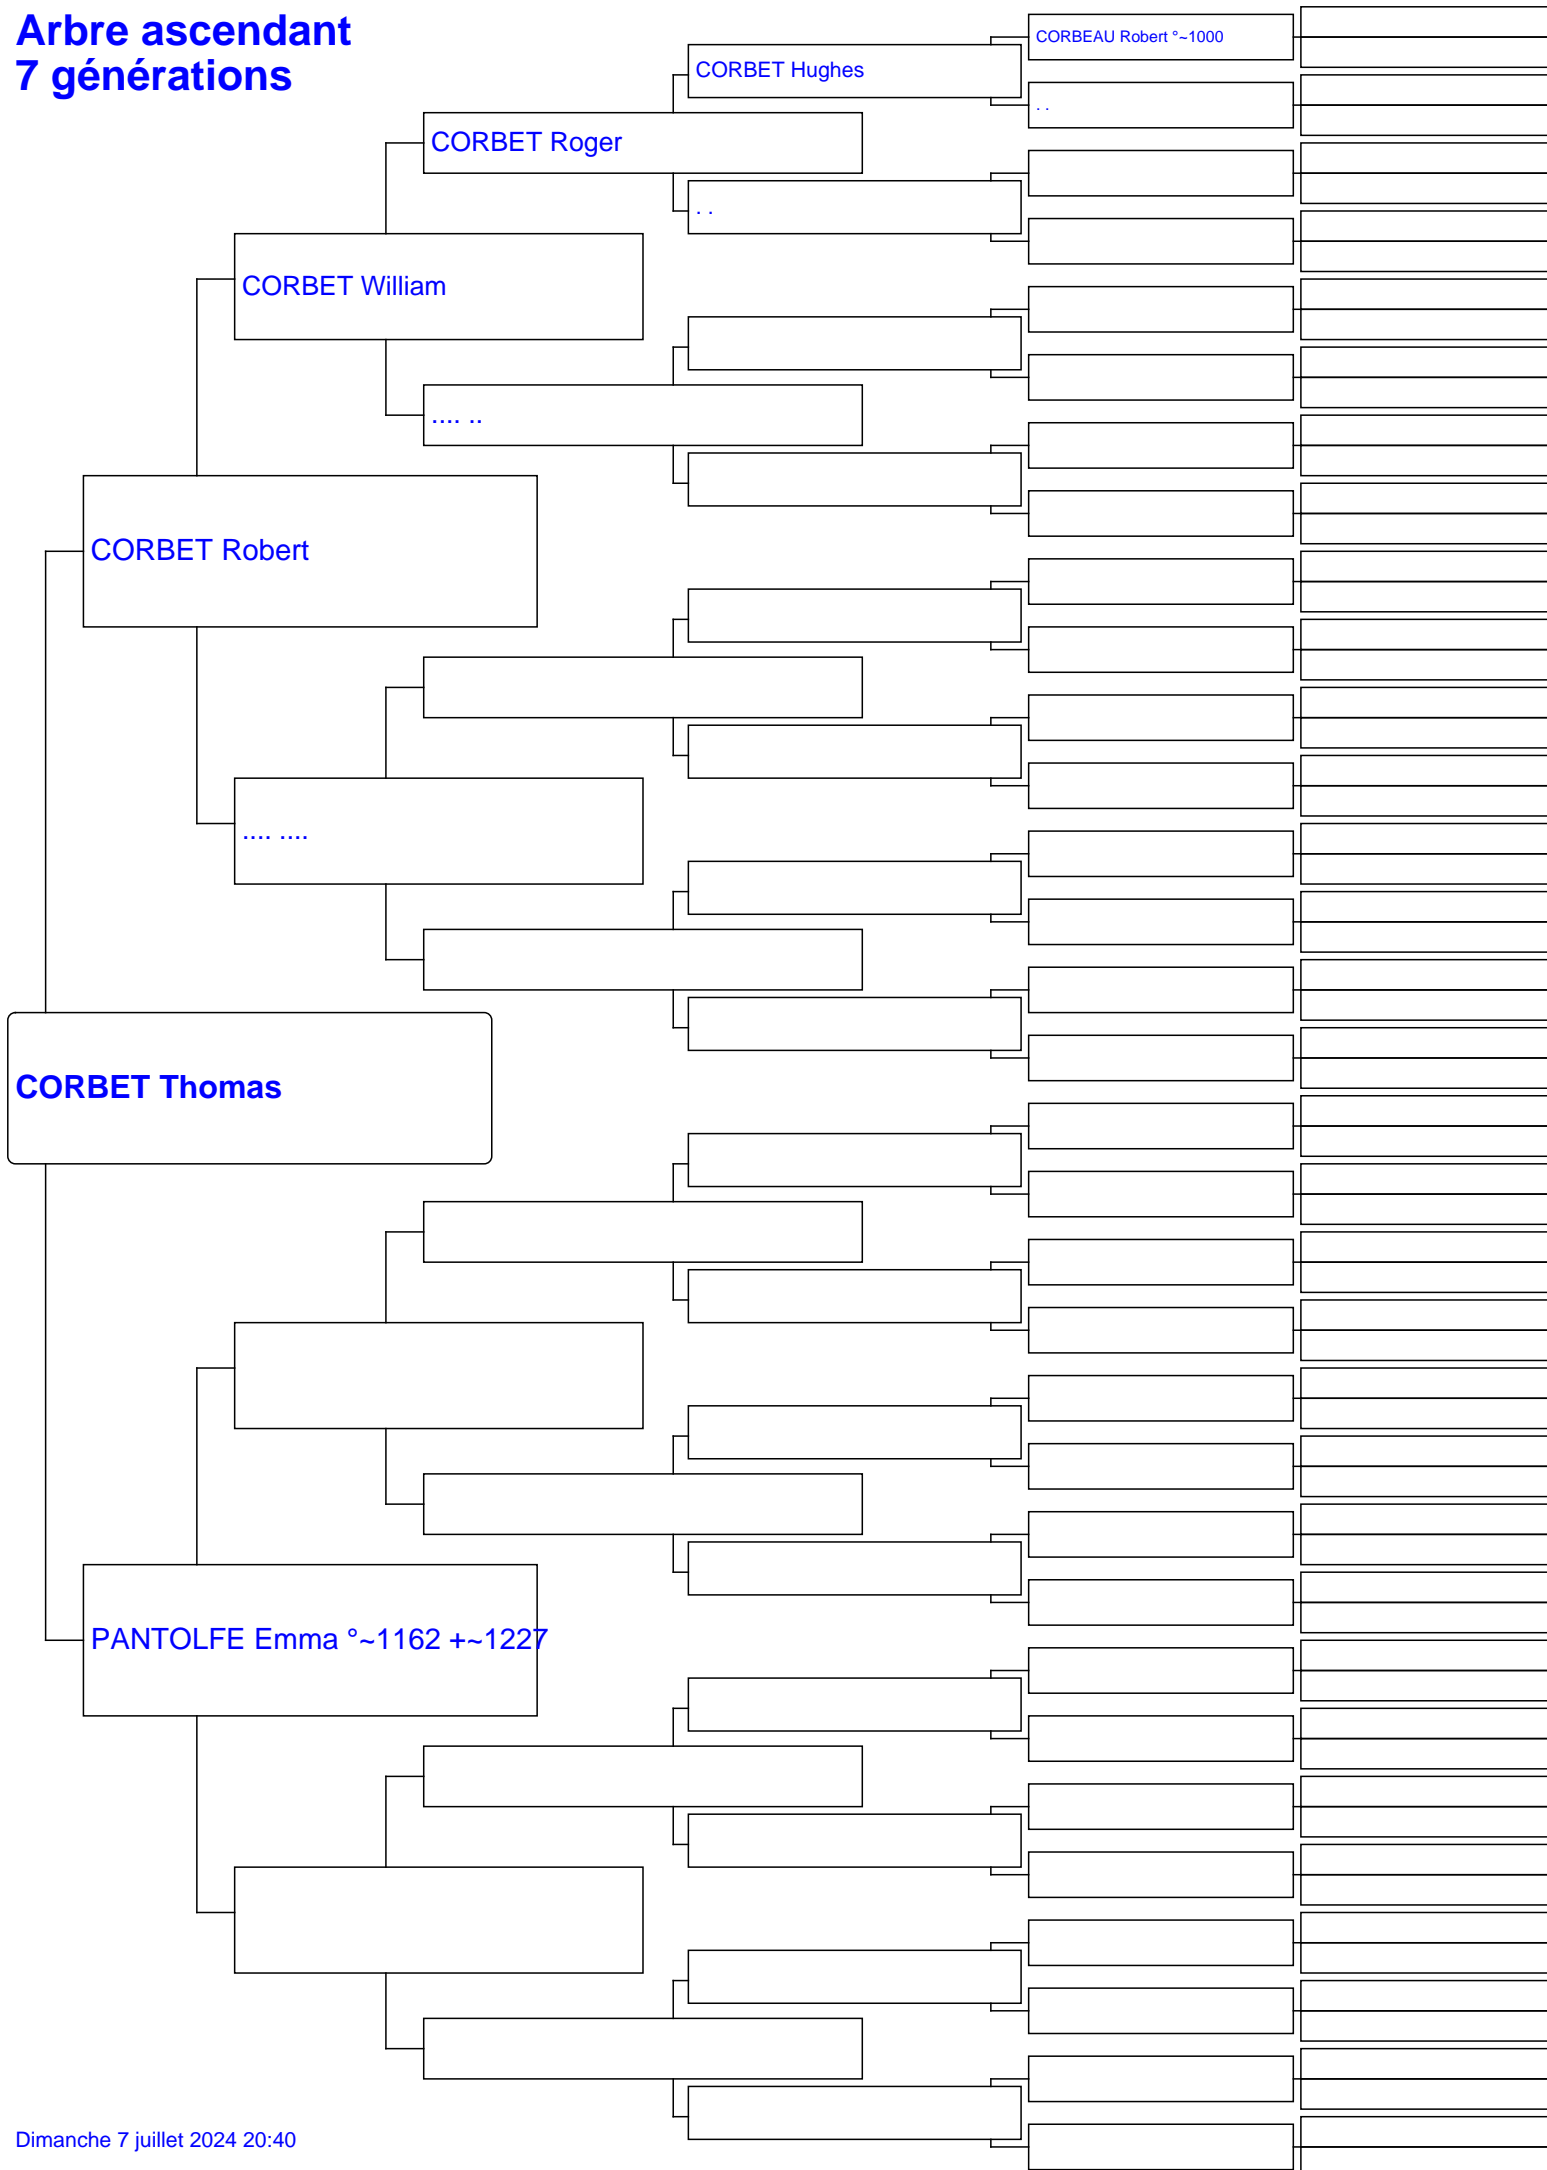 Arbre ascendant
7 générations
CORBEAU Robert °~1000
CORBET Hughes
. .
CORBET Roger
. .
CORBET William
.... ..
CORBET Robert
.... ....
CORBET Thomas
PANTOLFE Emma °~1162 +~1227
Dimanche 7 juillet 2024 20:40